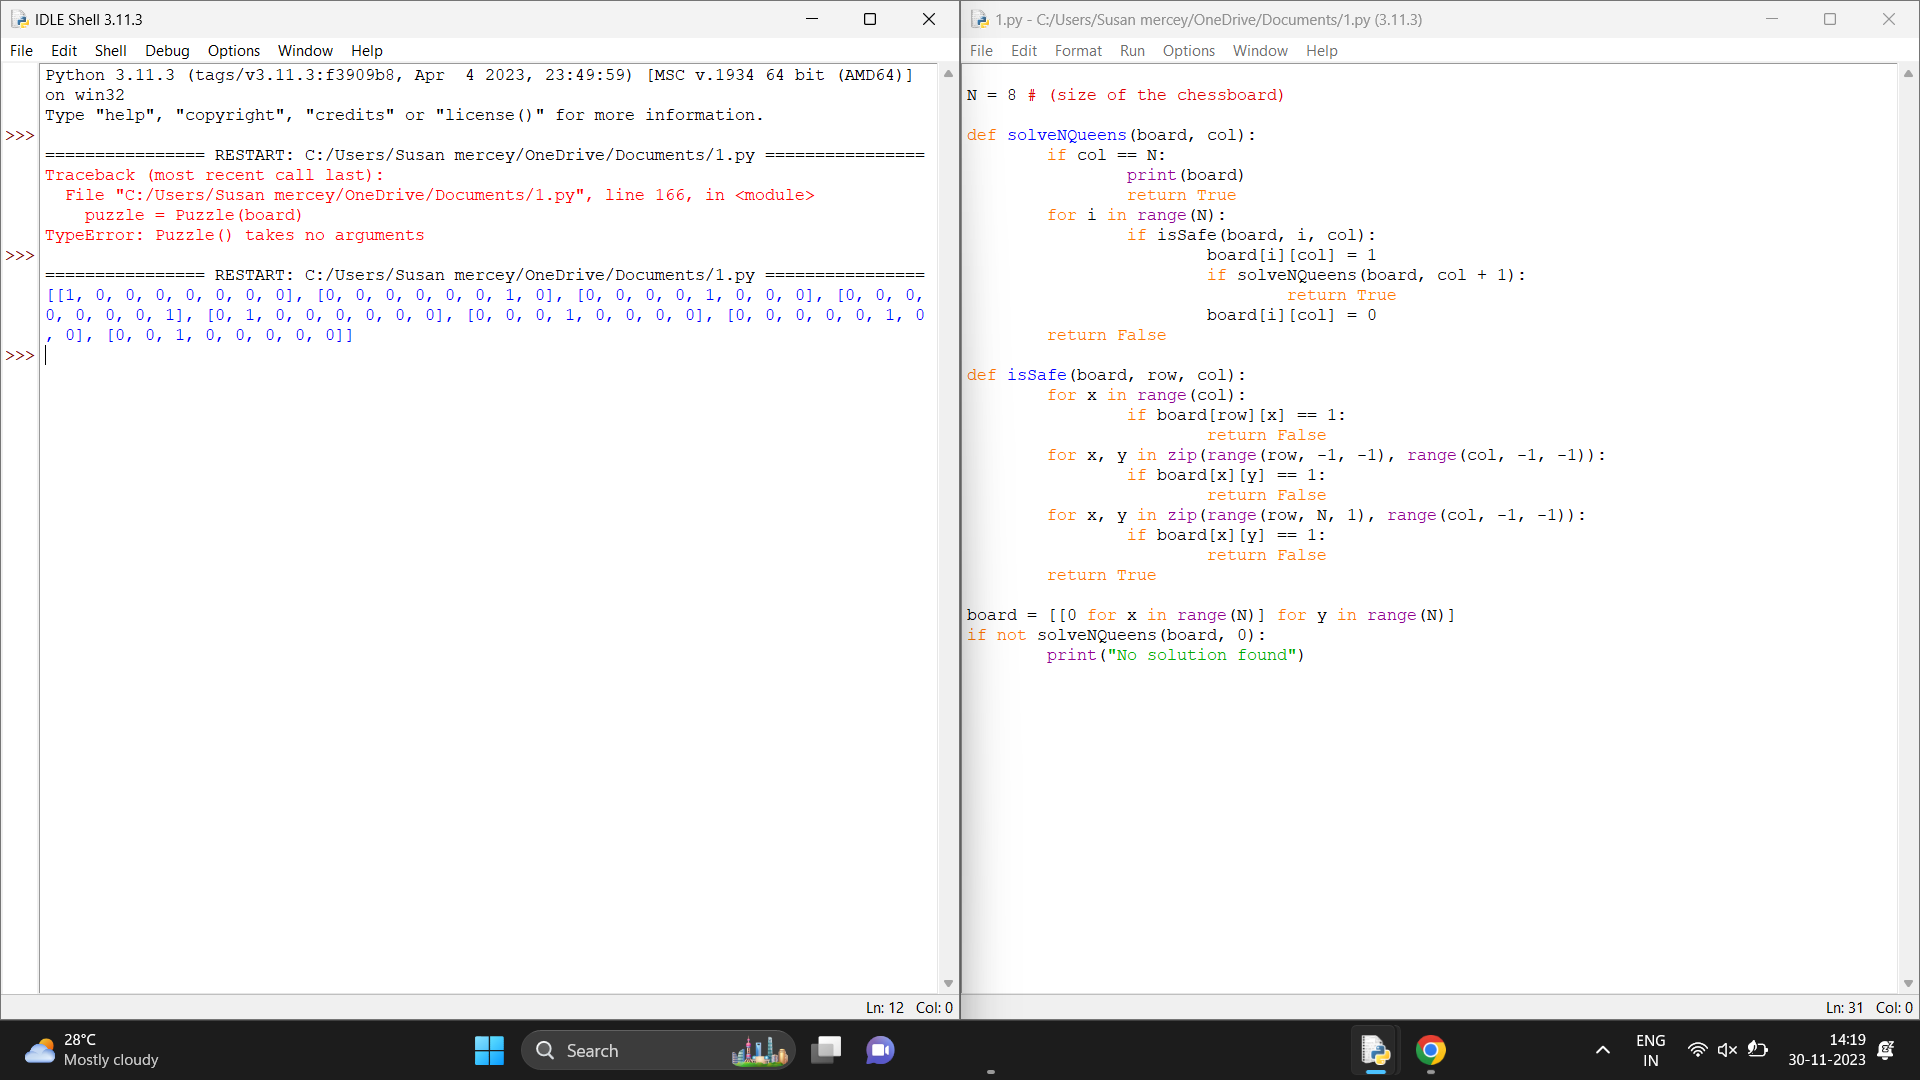 IDLE Shell 3.11.3
File Edit Shell Debug Options Window Help
Python 3.11.3 (tags/v3.11.3:f3909b8, Apr  4 2023, 23:49:59) [MSC v.1934 64 bit (AMD64)]
on win32
Type "help", "copyright", "credits" or "license()" for more information.
>>>
================ RESTART: C:/Users/Susan mercey/OneDrive/Documents/1.py ================
Traceback (most recent call last):
  File "C:/Users/Susan mercey/OneDrive/Documents/1.py", line 166, in <module>
    puzzle = Puzzle(board)
TypeError: Puzzle() takes no arguments
>>>
================ RESTART: C:/Users/Susan mercey/OneDrive/Documents/1.py ================
[[1, 0, 0, 0, 0, 0, 0, 0], [0, 0, 0, 0, 0, 0, 1, 0], [0, 0, 0, 0, 1, 0, 0, 0], [0, 0, 0,
0, 0, 0, 0, 1], [0, 1, 0, 0, 0, 0, 0, 0], [0, 0, 0, 1, 0, 0, 0, 0], [0, 0, 0, 0, 0, 1, 0
, 0], [0, 0, 1, 0, 0, 0, 0, 0]]
>>>
Ln: 12 Col: 0
1.py - C:/Users/Susan mercey/OneDrive/Documents/1.py (3.11.3)
File Edit Format Run Options Window Help
N = 8 # (size of the chessboard)
def solveNQueens(board, col):
        if col == N:
                print(board)
                return True
        for i in range(N):
                if isSafe(board, i, col):
                        board[i][col] = 1
                        if solveNQueens(board, col + 1):
                                return True
                        board[i][col] = 0
        return False
def isSafe(board, row, col):
        for x in range(col):
                if board[row][x] == 1:
                        return False
        for x, y in zip(range(row, -1, -1), range(col, -1, -1)):
                if board[x][y] == 1:
                        return False
        for x, y in zip(range(row, N, 1), range(col, -1, -1)):
                if board[x][y] == 1:
                        return False
        return True
board = [[0 for x in range(N)] for y in range(N)]
if not solveNQueens(board, 0):
        print("No solution found")
Ln: 31 Col: 0
28°C
Mostly cloudy
Search
ENG
IN
14:19
30-11-2023